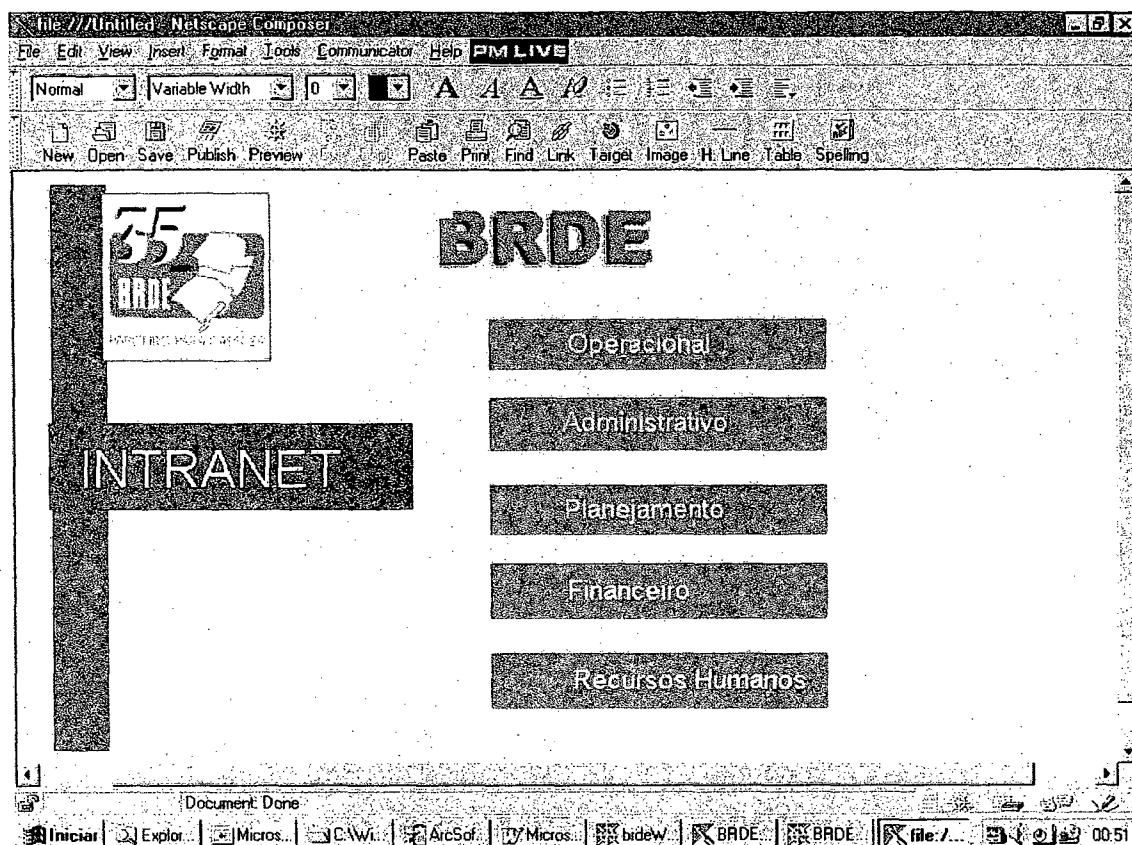 file:///Untitled - Netscape Composer
File Edit View Insert Format Tools Communicator Help PM LIVE
Normal Variable Width 0 A A A
New Open Save Publish Preview Paste Print Find Link Target Image H. Line Table Spelling
35
BRDE
BRDE
Operacional
Administrativo
INTRANET
Planejamento
Financeiro
Recursos Humanos
Document: Done
Iniciar Explor... Micros... C:\Wi... ArcSof... Micros... brdeW... BRDE... BRDE... file:/... 00:51